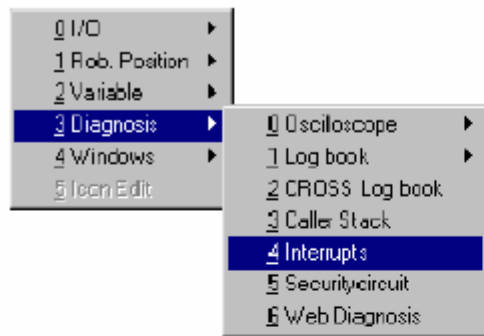 0 I/O
1 Rob. Position
2 Variable
3 Diagnosis
4 Windows
5 Icon Edit
0 Oscilloscope
1 Log book
2 CROSS Log book
3 Caller Stack
4 Interrupts
5 Securitycircuit
6 Web Diagnosis